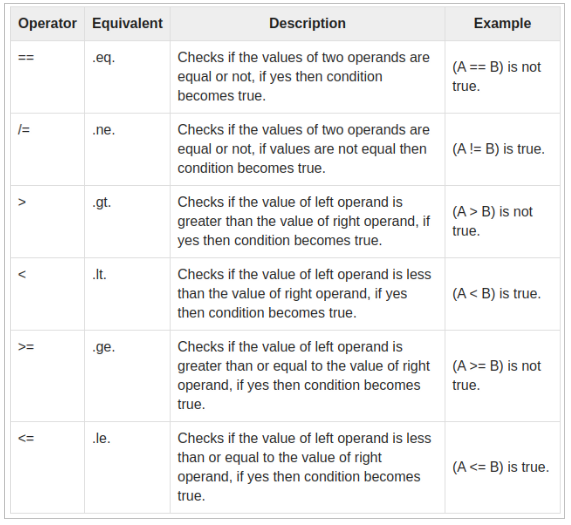 Operator Equivalent Description Example
== .eq. Checks if the values of two operands are
equal or not, if yes then condition
becomes true.
(A == B) is not
true.
/= .ne. Checks if the values of two operands are
equal or not, if values are not equal then
condition becomes true.
(A != B) is true.
> .gt. Checks if the value of left operand is
greater than the value of right operand, if
yes then condition becomes true.
(A > B) is not
true.
< .lt. Checks if the value of left operand is less
than the value of right operand, if yes
then condition becomes true.
(A < B) is true.
>= .ge. Checks if the value of left operand is
greater than or equal to the value of right
operand, if yes then condition becomes
true.
(A >= B) is not
true.
<= .le. Checks if the value of left operand is less
than or equal to the value of right
operand, if yes then condition becomes
true.
(A <= B) is true.